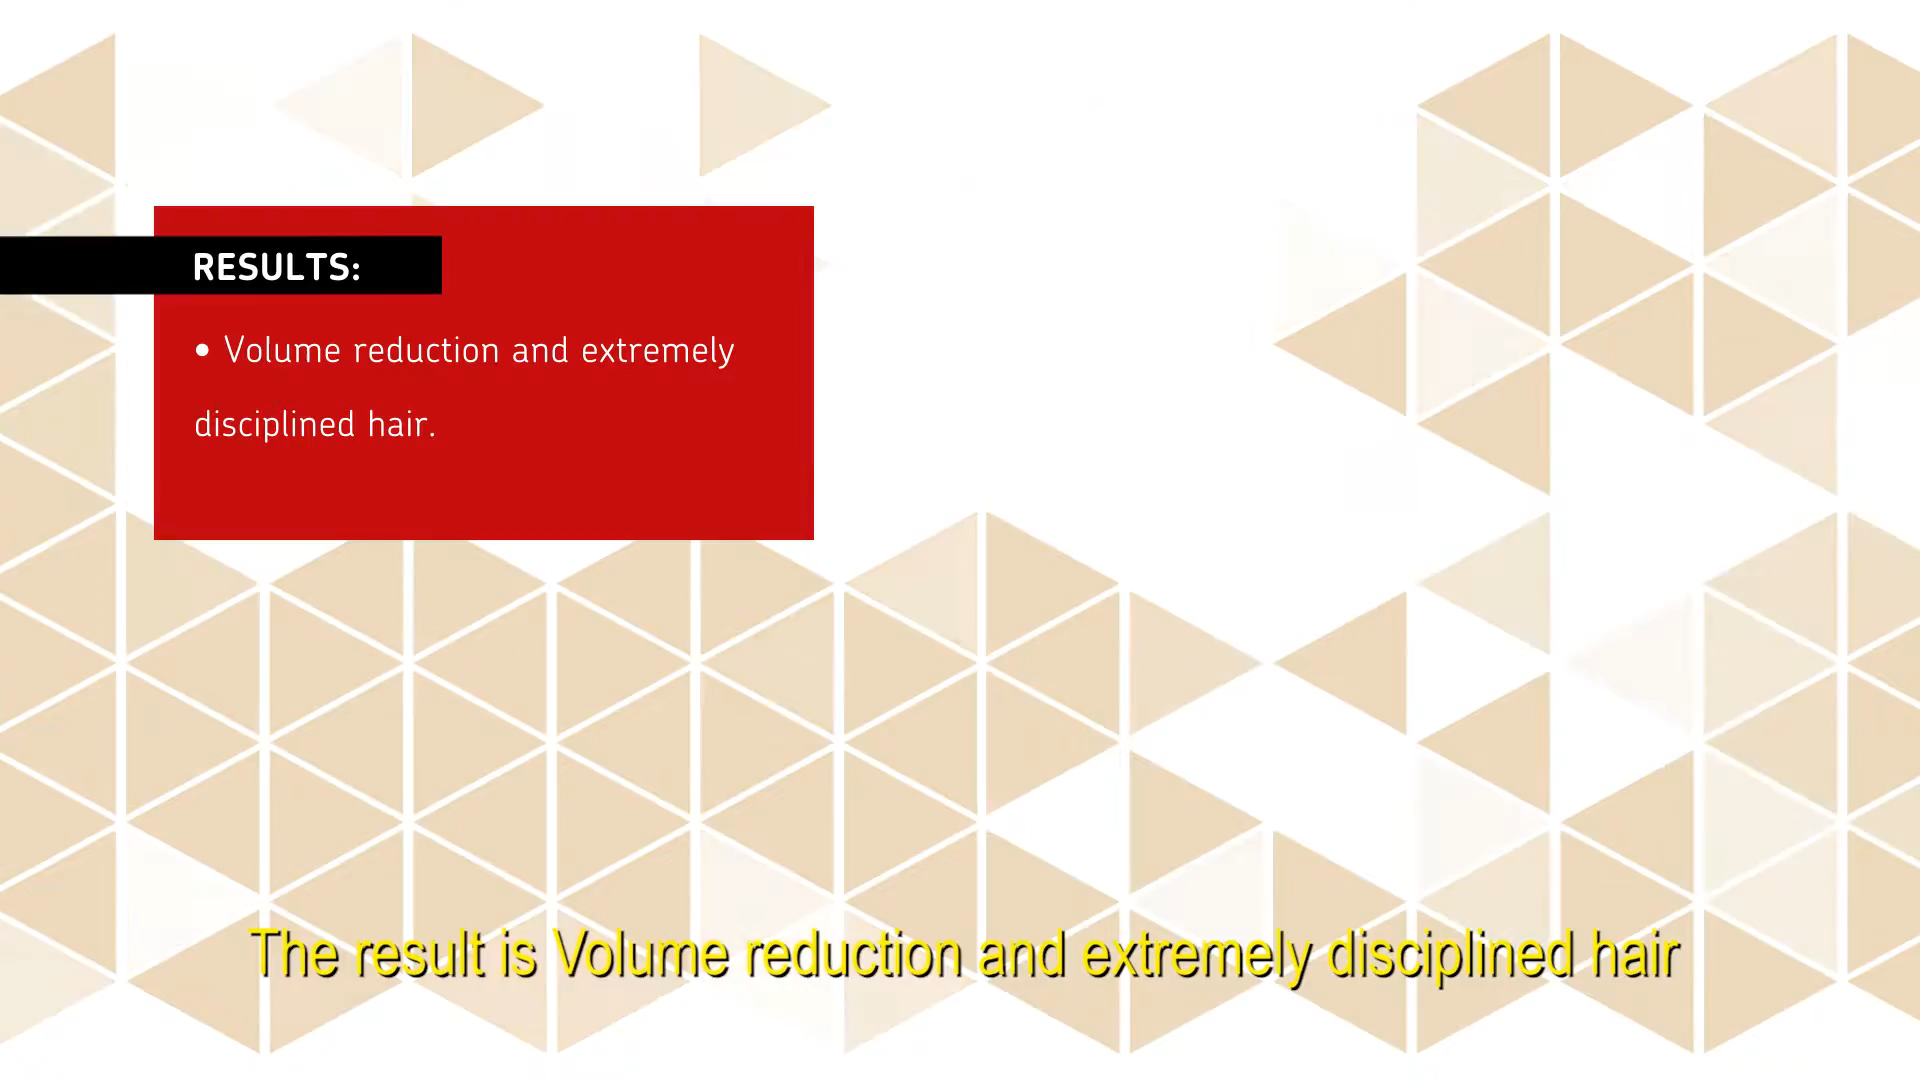 RESULTS:
• Volume reduction and extremely
disciplined hair.
The result is Volume reduction and extremely disciplined hair